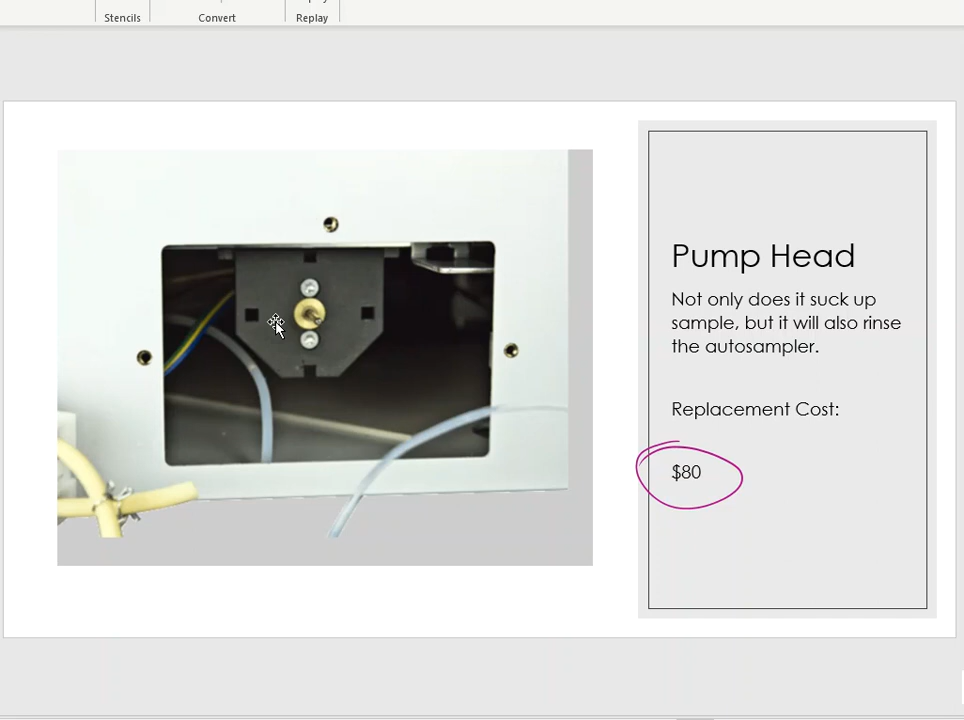 Stencils
Convert
Replay
Pump Head
Not only does it suck up
sample, but it will also rinse
the autosampler.
Replacement Cost:
$80